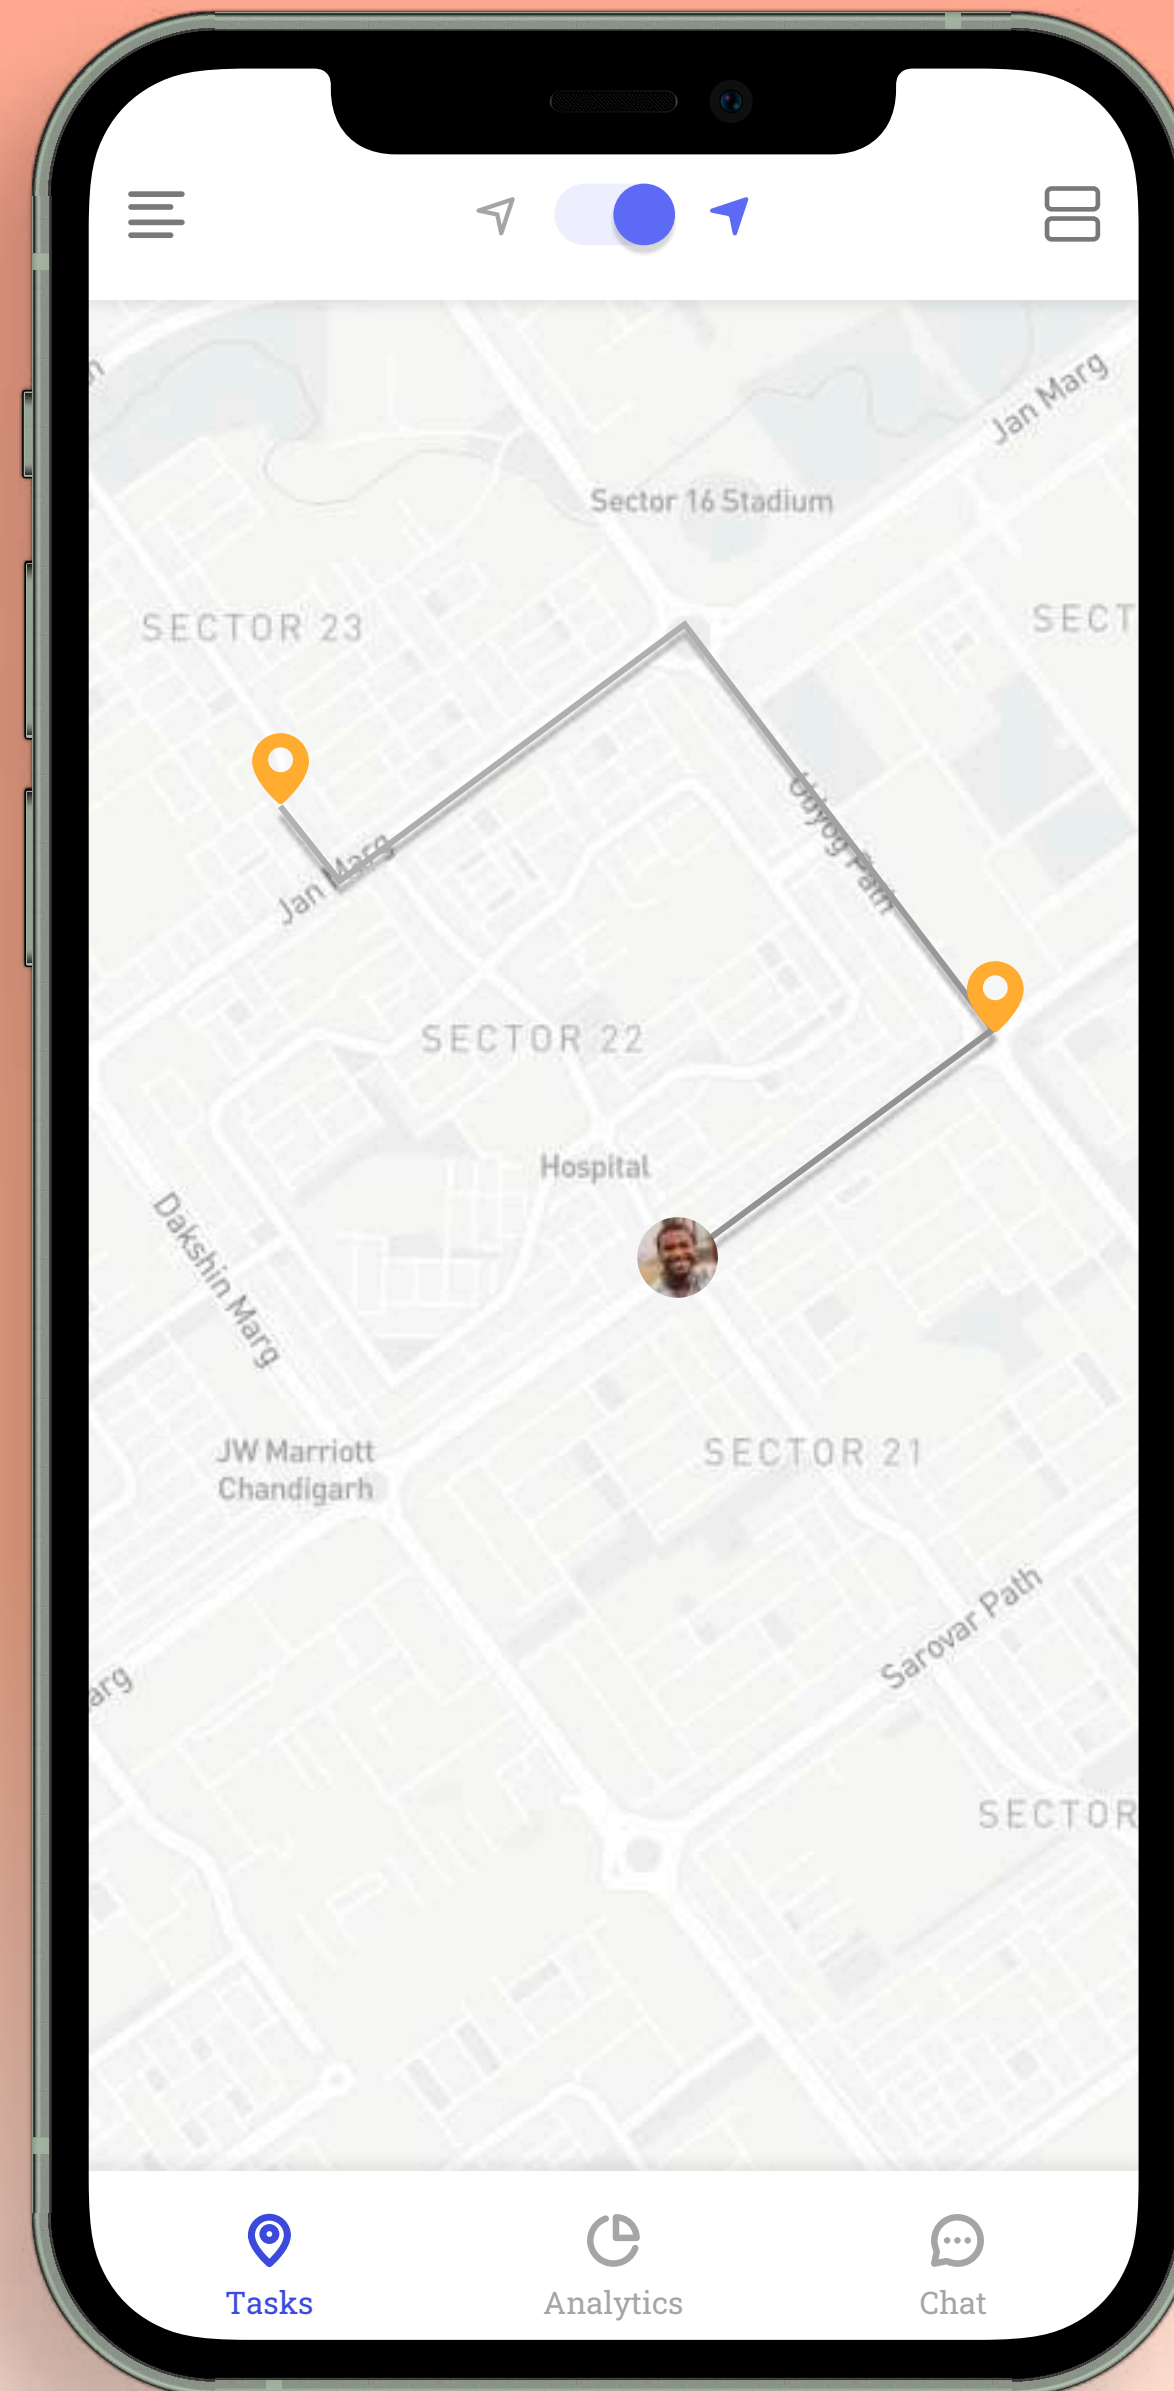 Jan Marg
Sector 16 Stadium
SECTOR 23
SECT
Jan Marg
Udyog Path
SECTOR 22
Hospital
Dakshin Marg
JW Marriott
Chandigarh
SECTOR 21
Sarovar Path
arg
SECTOR
Tasks
Analytics
Chat